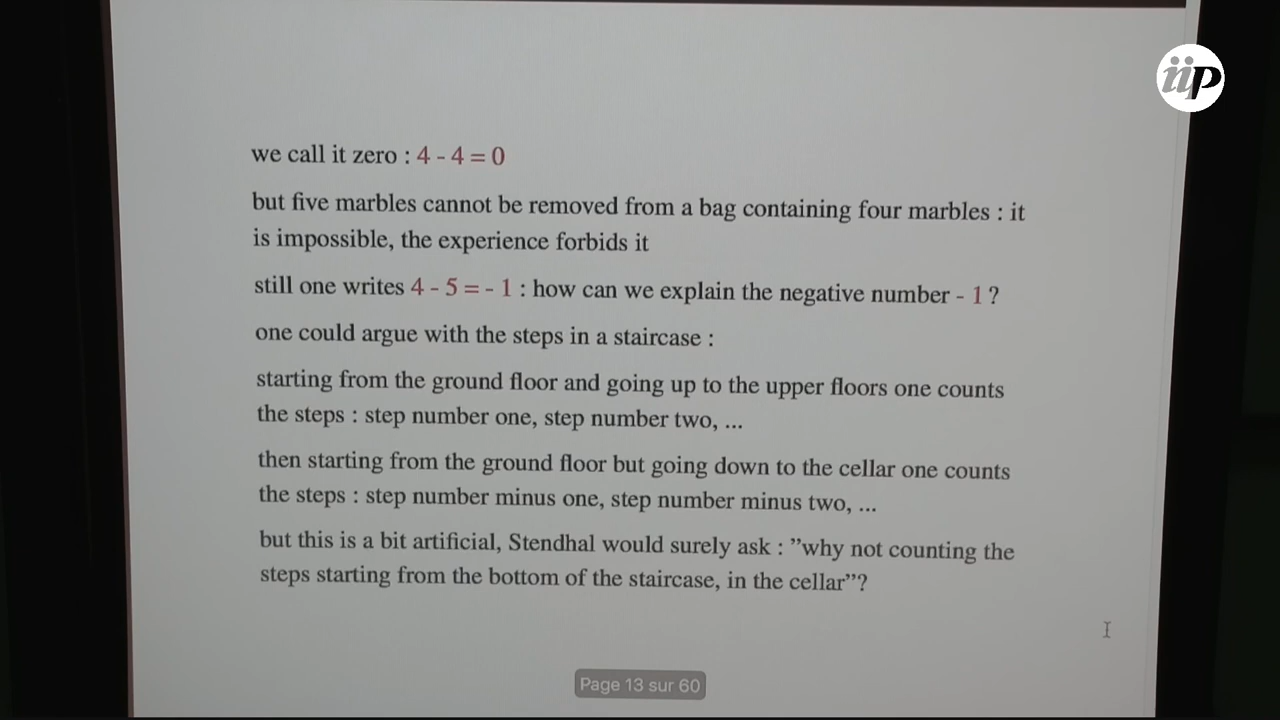 iip
we call it zero : 4 - 4 = 0
but five marbles cannot be removed from a bag containing four marbles : it
is impossible, the experience forbids it
still one writes 4 - 5 = - 1 : how can we explain the negative number - 1 ?
one could argue with the steps in a staircase :
starting from the ground floor and going up to the upper floors one counts
the steps : step number one, step number two, ...
then starting from the ground floor but going down to the cellar one counts
the steps : step number minus one, step number minus two, ...
but this is a bit artificial, Stendhal would surely ask : ”why not counting the
steps starting from the bottom of the staircase, in the cellar”?
Page 13 sur 60